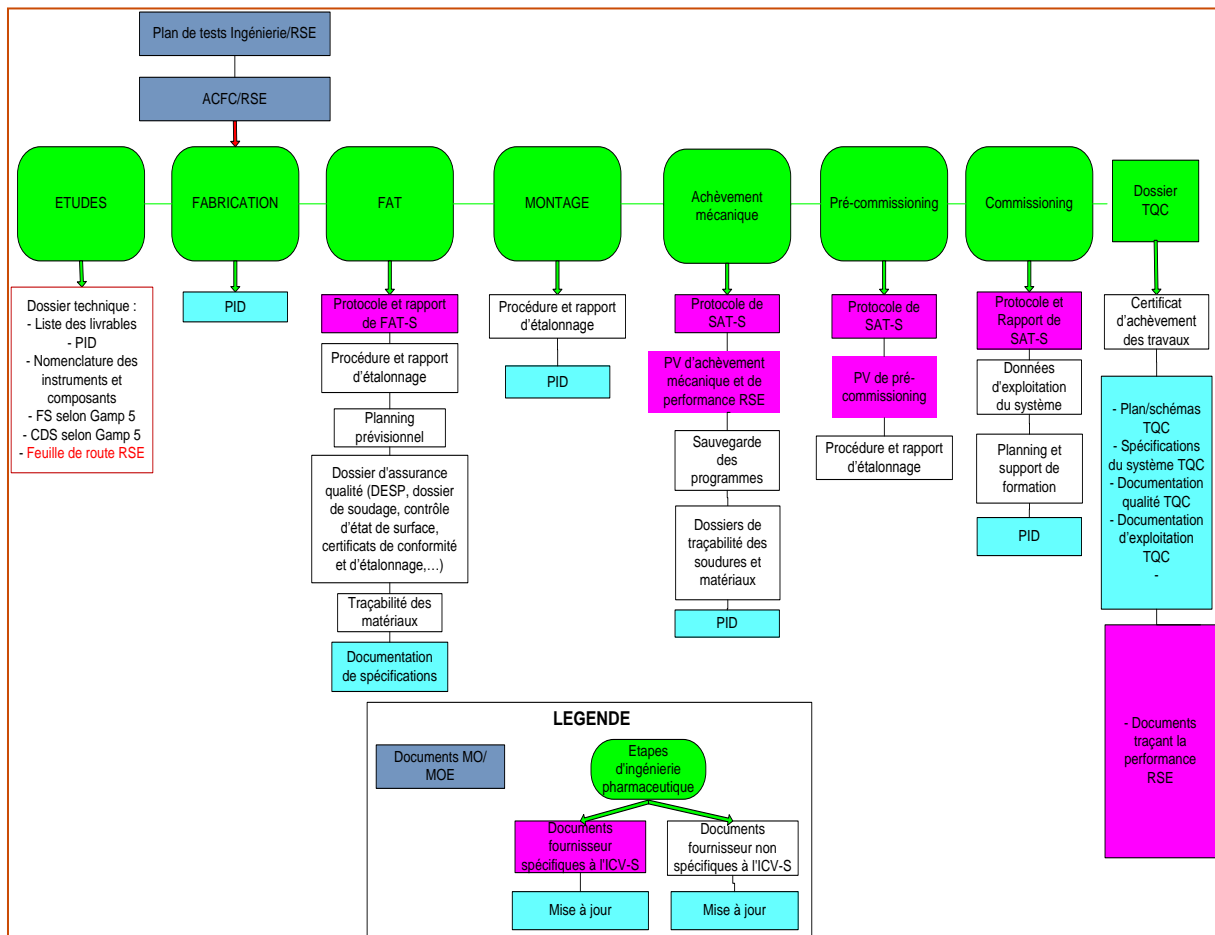 Plan de tests Ingénierie/RSE
ACFC/RSE
ETUDES
FABRICATION
FAT
MONTAGE
Achèvement
mécanique
Pré-commissioning
Commissioning
Dossier
TQC
Dossier technique :
- Liste des livrables
- PID
- Nomenclature des
instruments et
composants
- FS selon Gamp 5
- CDS selon Gamp 5
- Feuille de route RSE
PID
Protocole et rapport
de FAT-S
Procédure et rapport
d'étalonnage
Planning
prévisionnel
Dossier d'assurance
qualité (DESP, dossier
de soudage, contrôle
d'état de surface,
certificats de conformité
et d'étalonnage,…)
Traçabilité des
matériaux
Documentation
de spécifications
Procédure et rapport
d'étalonnage
PID
Protocole de
SAT-S
PV d'achèvement
mécanique et de
performance RSE
Sauvegarde
des
programmes
Dossiers de
traçabilité des
soudures et
matériaux
PID
Protocole de
SAT-S
PV de pré-
commissioning
Procédure et rapport
d'étalonnage
Protocole et
Rapport de
SAT-S
Données
d'exploitation
du système
Planning et
support de
formation
PID
Certificat
d'achèvement
des travaux
- Plan/schémas
TQC
- Spécifications
du système TQC
- Documentation
qualité TQC
- Documentation
d'exploitation
TQC
-
- Documents
traçant la
performance
RSE
LEGENDE
Documents MO/
MOE
Etapes
d'ingénierie
pharmaceutique
Documents
fournisseur
spécifiques à l'ICV-S
Documents
fournisseur non
spécifiques à l'ICV-S
Mise à jour
Mise à jour